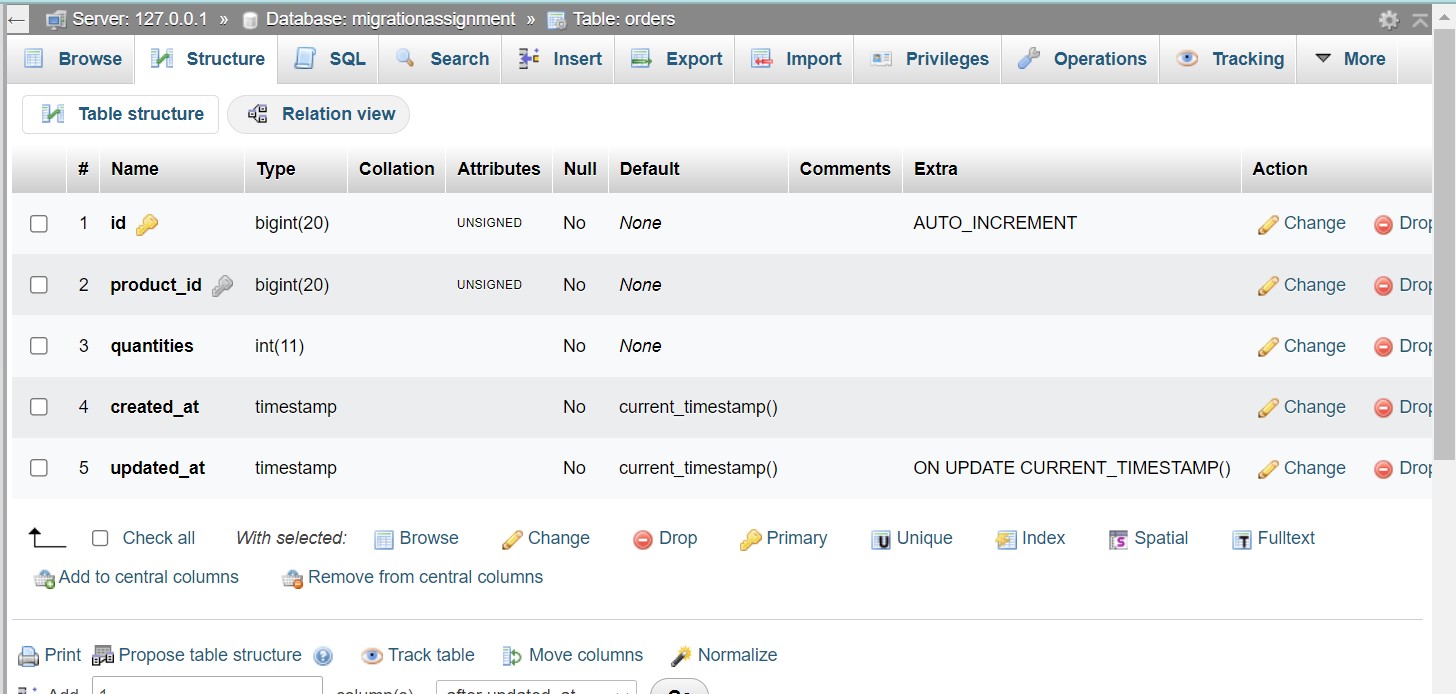 Server: 127.0.0.1 » Database: migrationassignment » Table: orders
Browse Structure SQL Search Insert Export Import Privileges Operations Tracking More
Table structure Relation view
# Name Type Collation Attributes Null Default Comments Extra Action
1 id bigint(20) UNSIGNED No None AUTO_INCREMENT Change Drop
2 product_id bigint(20) UNSIGNED No None Change Drop
3 quantities int(11) No None Change Drop
4 created_at timestamp No current_timestamp() Change Drop
5 updated_at timestamp No current_timestamp() ON UPDATE CURRENT_TIMESTAMP() Change Drop
Check all With selected: Browse Change Drop Primary Unique Index Spatial Fulltext
Add to central columns Remove from central columns
Print Propose table structure Track table Move columns Normalize
Add 1 column(s) after updated_at Go